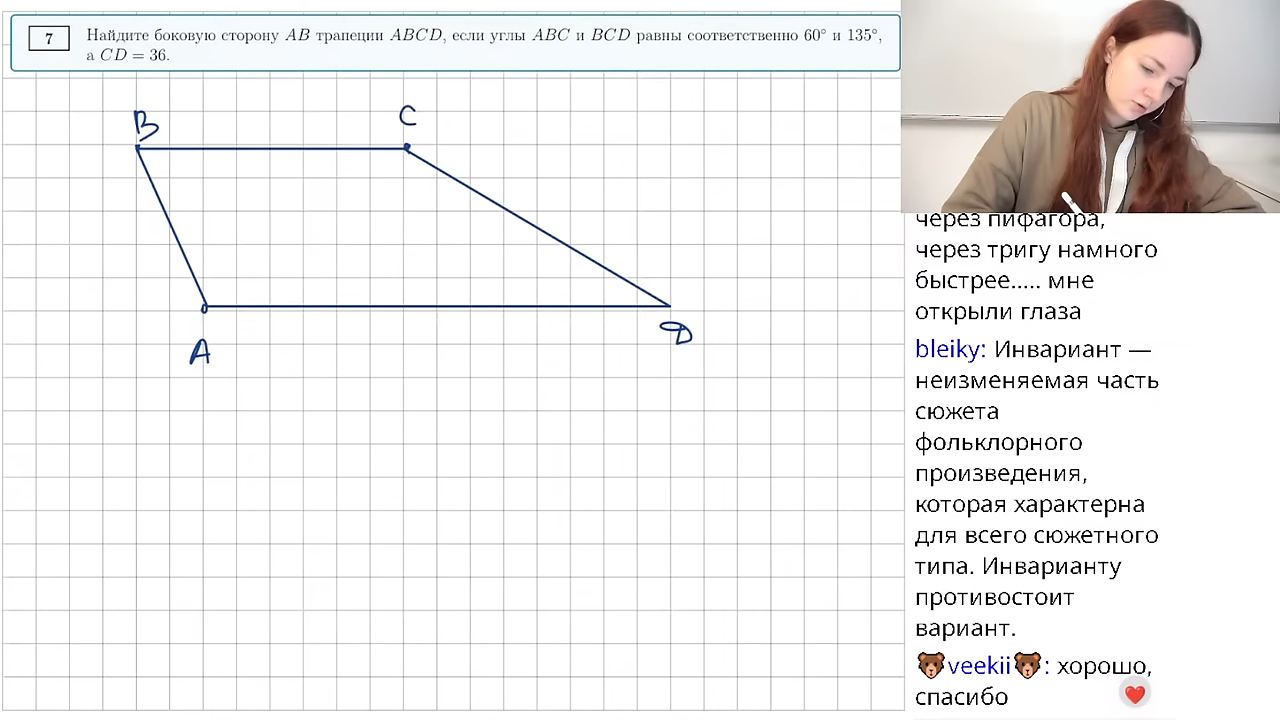 7
Найдите боковую сторону AB трапеции ABCD, если углы ABC и BCD равны соответственно 60° и 135°,
а CD = 36.
B
C
A
D
через пифагора,
через тригу намного
быстрее..... мне
открыли глаза
bleiky: Инвариант —
неизменяемая часть
сюжета
фольклорного
произведения,
которая характерна
для всего сюжетного
типа. Инварианту
противостоит
вариант.
🐻veekii🐻: хорошо,
спасибо